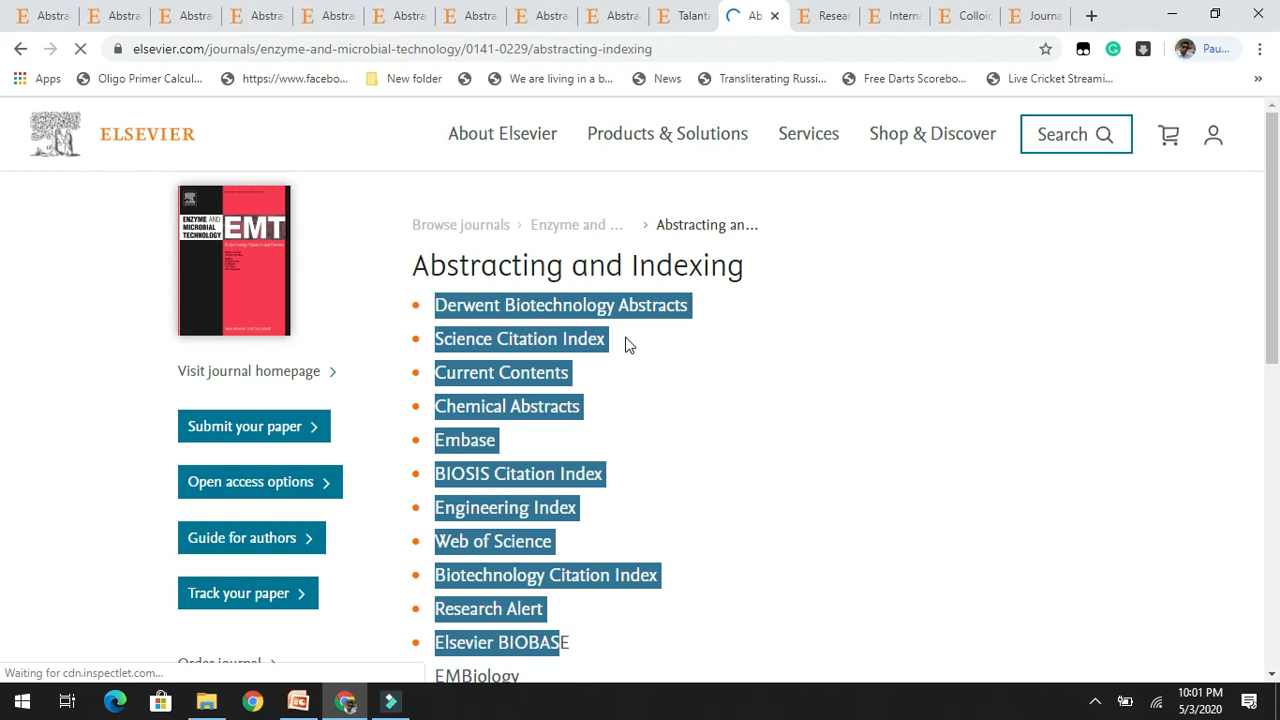 Abstra Abstra Abstra Abstra Abstra Abstra Abstra Abstra Abstra Talanta Ab Resear Intern Colloid Journa
elsevier.com/journals/enzyme-and-microbial-technology/0141-0229/abstracting-indexing
Pau...
Apps Oligo Primer Calcul... https://www.facebo... New folder We are living in a b... News Transliterating Russi... Free Darts Scorebo... Live Cricket Streami... »
ELSEVIER
About Elsevier Products & Solutions Services Shop & Discover Search
ENZYME AND MICROBIAL TECHNOLOGY EMT
Browse journals > Enzyme and ... > Abstracting an...
Abstracting and Indexing
Derwent Biotechnology Abstracts
Science Citation Index
Visit journal homepage >
Current Contents
Chemical Abstracts
Submit your paper >
Embase
BIOSIS Citation Index
Open access options >
Engineering Index
Guide for authors >
Web of Science
Biotechnology Citation Index
Track your paper >
Research Alert
Elsevier BIOBASE
Order journal >
EMBiology
Waiting for cdn.inspectlet.com...
10:01 PM
5/3/2020